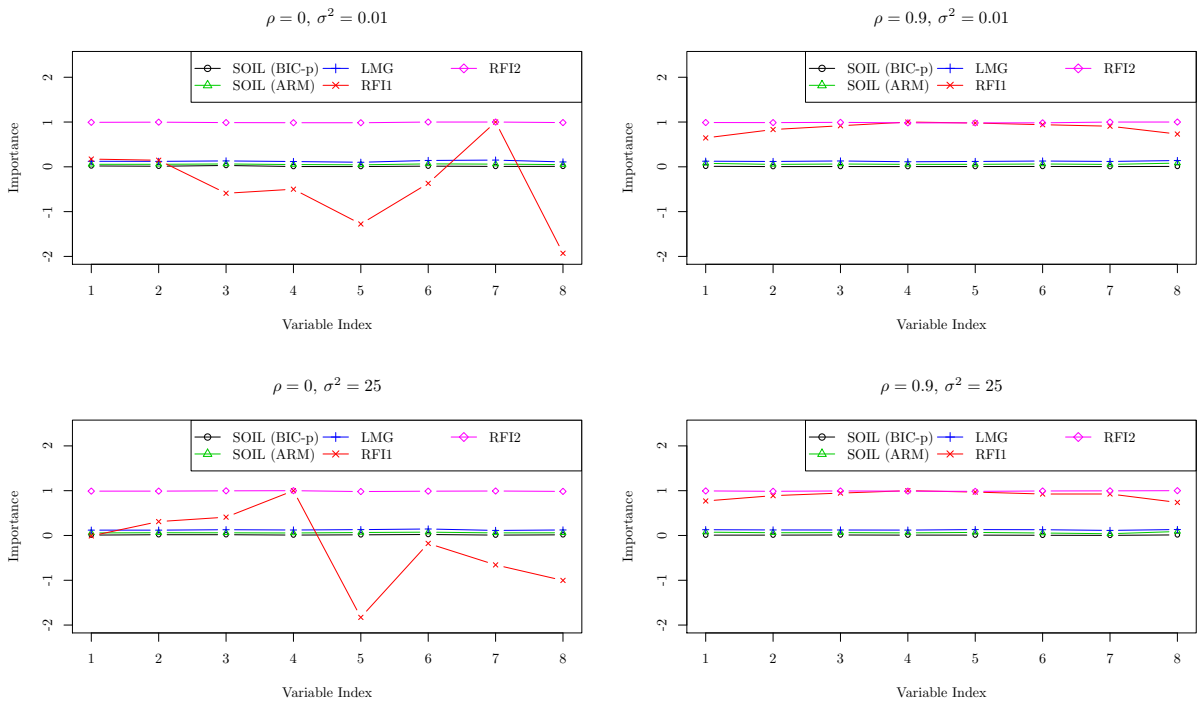 ρ = 0, σ² = 0.01
SOIL (BIC-p) LMG RFI2
SOIL (ARM) RFI1
2
1
0
-1
-2
Importance
1 2 3 4 5 6 7 8
Variable Index
ρ = 0.9, σ² = 0.01
SOIL (BIC-p) LMG RFI2
SOIL (ARM) RFI1
2
1
0
-1
-2
Importance
1 2 3 4 5 6 7 8
Variable Index
ρ = 0, σ² = 25
SOIL (BIC-p) LMG RFI2
SOIL (ARM) RFI1
2
1
0
-1
-2
Importance
1 2 3 4 5 6 7 8
Variable Index
ρ = 0.9, σ² = 25
SOIL (BIC-p) LMG RFI2
SOIL (ARM) RFI1
2
1
0
-1
-2
Importance
1 2 3 4 5 6 7 8
Variable Index